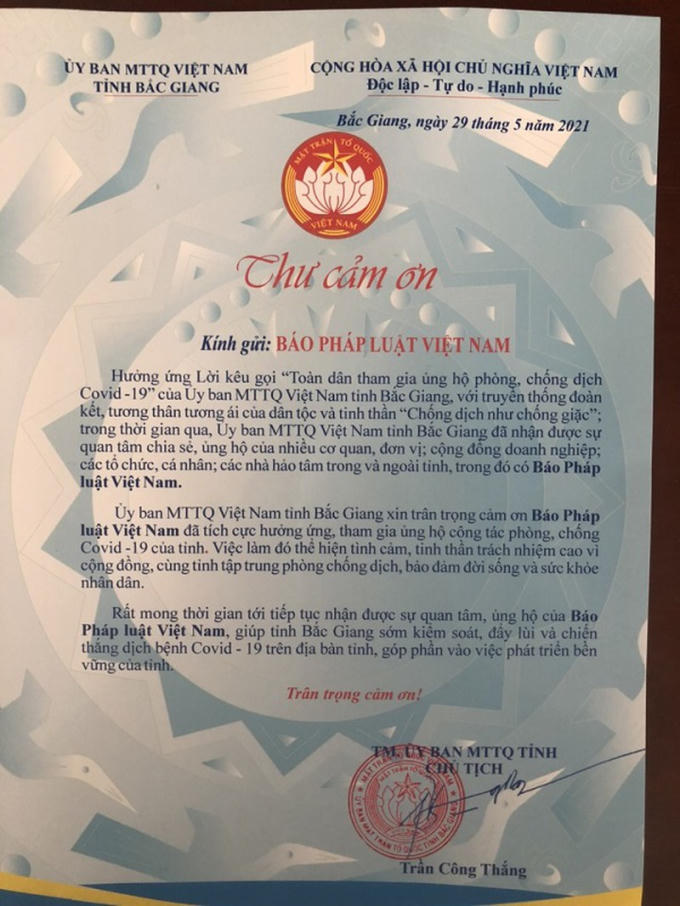 ỦY BAN MTTQ VIỆT NAM
TỈNH BẮC GIANG
CỘNG HÒA XÃ HỘI CHỦ NGHĨA VIỆT NAM
Độc lập - Tự do - Hạnh phúc
Bắc Giang, ngày 29 tháng 5 năm 2021
MẶT TRẬN TỔ QUỐC
VIỆT NAM
Thư cảm ơn
Kính gửi: BÁO PHÁP LUẬT VIỆT NAM
Hưởng ứng Lời kêu gọi “Toàn dân tham gia ủng hộ phòng, chống dịch
Covid -19” của Ủy ban MTTQ Việt Nam tỉnh Bắc Giang, với truyền thống đoàn
kết, tương thân tương ái của dân tộc và tinh thần “Chống dịch như chống giặc”;
trong thời gian qua, Ủy ban MTTQ Việt Nam tỉnh Bắc Giang đã nhận được sự
quan tâm chia sẻ, ủng hộ của nhiều cơ quan, đơn vị; cộng đồng doanh nghiệp;
các tổ chức, cá nhân; các nhà hảo tâm trong và ngoài tỉnh, trong đó có Báo Pháp
luật Việt Nam.
Ủy ban MTTQ Việt Nam tỉnh Bắc Giang xin trân trọng cảm ơn Báo Pháp
luật Việt Nam đã tích cực hưởng ứng, tham gia ủng hộ công tác phòng, chống
Covid -19 của tỉnh. Việc làm đó thể hiện tình cảm, tinh thần trách nhiệm cao vì
cộng đồng, cùng tỉnh tập trung phòng chống dịch, bảo đảm đời sống và sức khỏe
nhân dân.
Rất mong thời gian tới tiếp tục nhận được sự quan tâm, ủng hộ của Báo
Pháp luật Việt Nam, giúp tỉnh Bắc Giang sớm kiểm soát, đẩy lùi và chiến
thắng dịch bệnh Covid - 19 trên địa bàn tỉnh, góp phần vào việc phát triển bền
vững của tỉnh.
Trân trọng cảm ơn!
TM. ỦY BAN MTTQ TỈNH
CHỦ TỊCH
ỦY BAN MẶT TRẬN TỔ QUỐC TỈNH BẮC GIANG
Trần Công Thắng